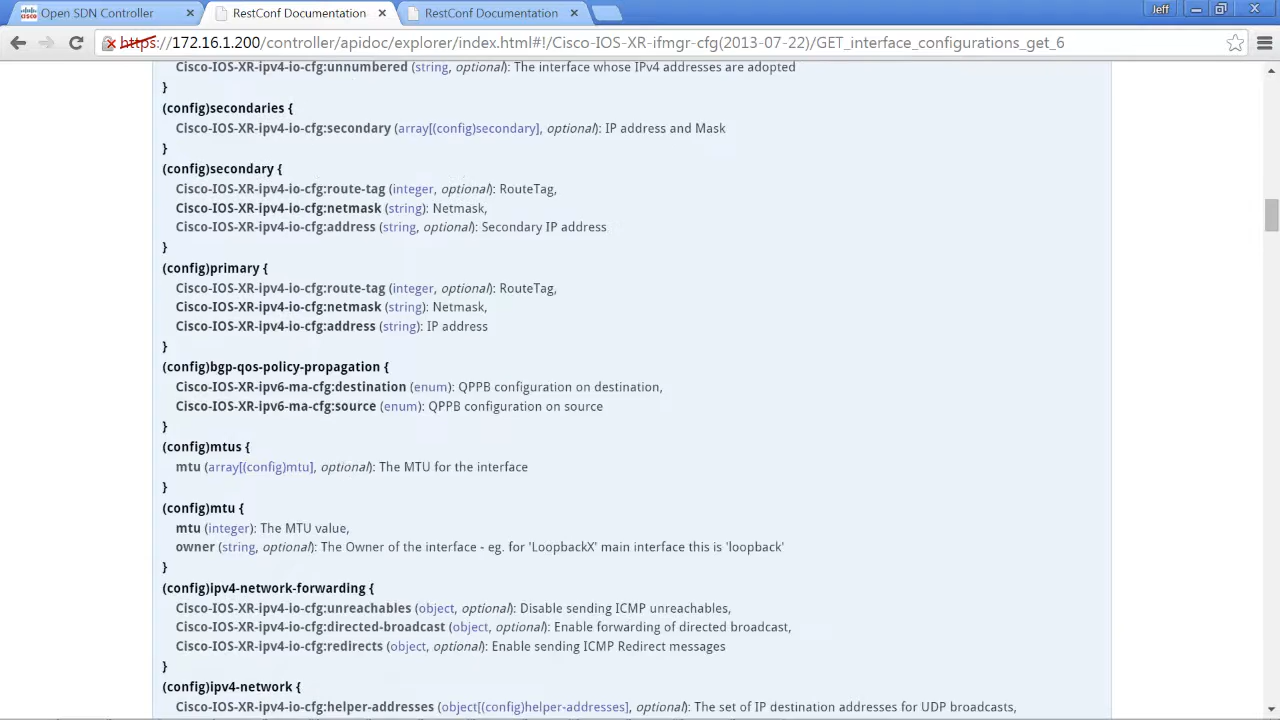 cisco Open SDN Controller × RestConf Documentation × RestConf Documentation × Jeff
https://172.16.1.200/controller/apidoc/explorer/index.html#!/Cisco-IOS-XR-ifmgr-cfg(2013-07-22)/GET_interface_configurations_get_6
Cisco-IOS-XR-ipv4-io-cfg:unnumbered (string, optional): The interface whose IPv4 addresses are adopted
}
(config)secondaries {
Cisco-IOS-XR-ipv4-io-cfg:secondary (array[(config)secondary], optional): IP address and Mask
}
(config)secondary {
Cisco-IOS-XR-ipv4-io-cfg:route-tag (integer, optional): RouteTag,
Cisco-IOS-XR-ipv4-io-cfg:netmask (string): Netmask,
Cisco-IOS-XR-ipv4-io-cfg:address (string, optional): Secondary IP address
}
(config)primary {
Cisco-IOS-XR-ipv4-io-cfg:route-tag (integer, optional): RouteTag,
Cisco-IOS-XR-ipv4-io-cfg:netmask (string): Netmask,
Cisco-IOS-XR-ipv4-io-cfg:address (string): IP address
}
(config)bgp-qos-policy-propagation {
Cisco-IOS-XR-ipv6-ma-cfg:destination (enum): QPPB configuration on destination,
Cisco-IOS-XR-ipv6-ma-cfg:source (enum): QPPB configuration on source
}
(config)mtus {
mtu (array[(config)mtu], optional): The MTU for the interface
}
(config)mtu {
mtu (integer): The MTU value,
owner (string, optional): The Owner of the interface - eg. for 'LoopbackX' main interface this is 'loopback'
}
(config)ipv4-network-forwarding {
Cisco-IOS-XR-ipv4-io-cfg:unreachables (object, optional): Disable sending ICMP unreachables,
Cisco-IOS-XR-ipv4-io-cfg:directed-broadcast (object, optional): Enable forwarding of directed broadcast,
Cisco-IOS-XR-ipv4-io-cfg:redirects (object, optional): Enable sending ICMP Redirect messages
}
(config)ipv4-network {
Cisco-IOS-XR-ipv4-io-cfg:helper-addresses (object[(config)helper-addresses], optional): The set of IP destination addresses for UDP broadcasts,